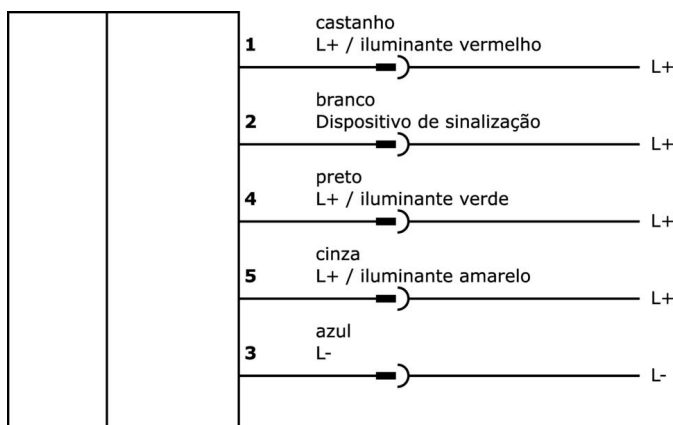 castanho
1 L+ / iluminante vermelho L+
branco
2 Dispositivo de sinalização L+
preto
4 L+ / iluminante verde L+
cinza
5 L+ / iluminante amarelo L+
azul
3 L- L-